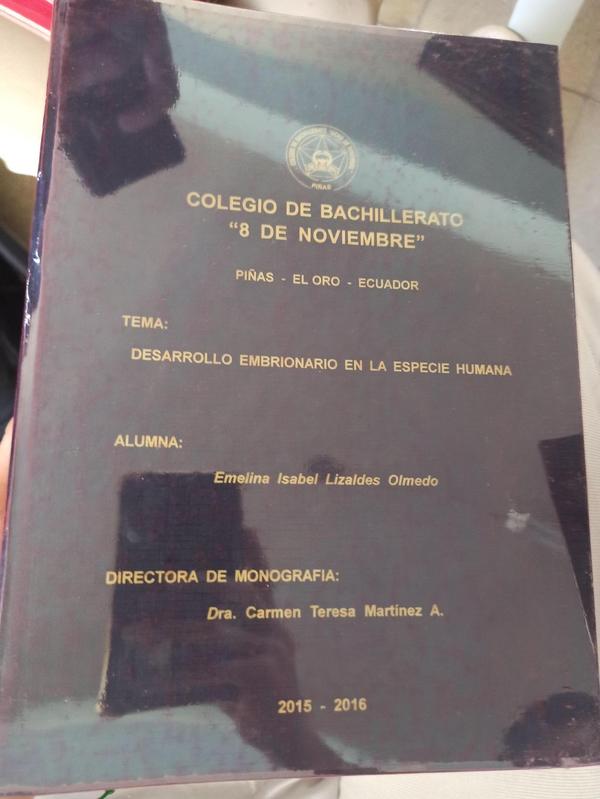 PIÑAS
COLEGIO DE BACHILLERATO
“8 DE NOVIEMBRE”
PIÑAS - EL ORO - ECUADOR
TEMA:
DESARROLLO EMBRIONARIO EN LA ESPECIE HUMANA
ALUMNA:
Emelina Isabel Lizaldes Olmedo
DIRECTORA DE MONOGRAFIA:
Dra. Carmen Teresa Martínez A.
2015 - 2016